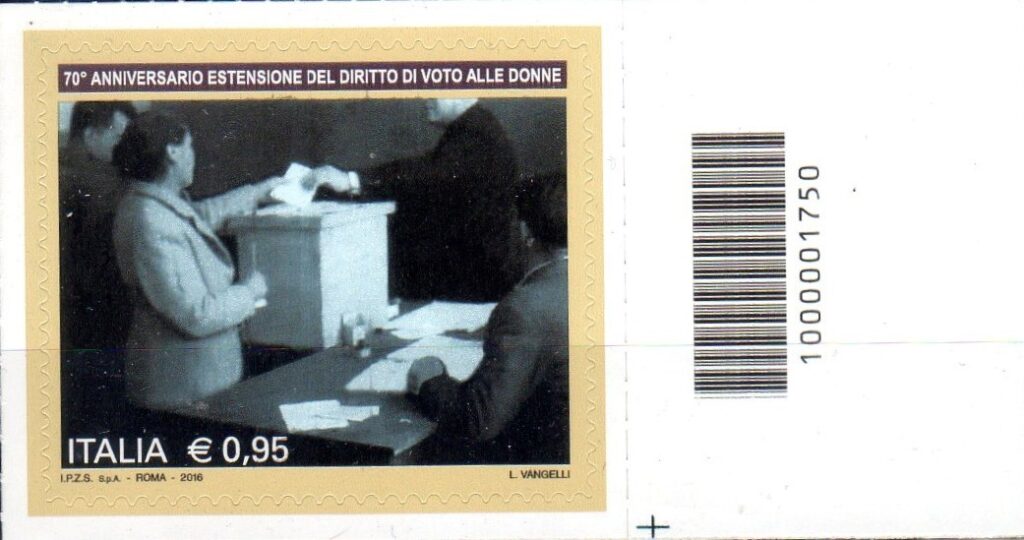 70° ANNIVERSARIO ESTENSIONE DEL DIRITTO DI VOTO ALLE DONNE
ITALIA € 0,95
I.P.Z.S. S.p.A. - ROMA - 2016
L. VANGELLI
1000001750